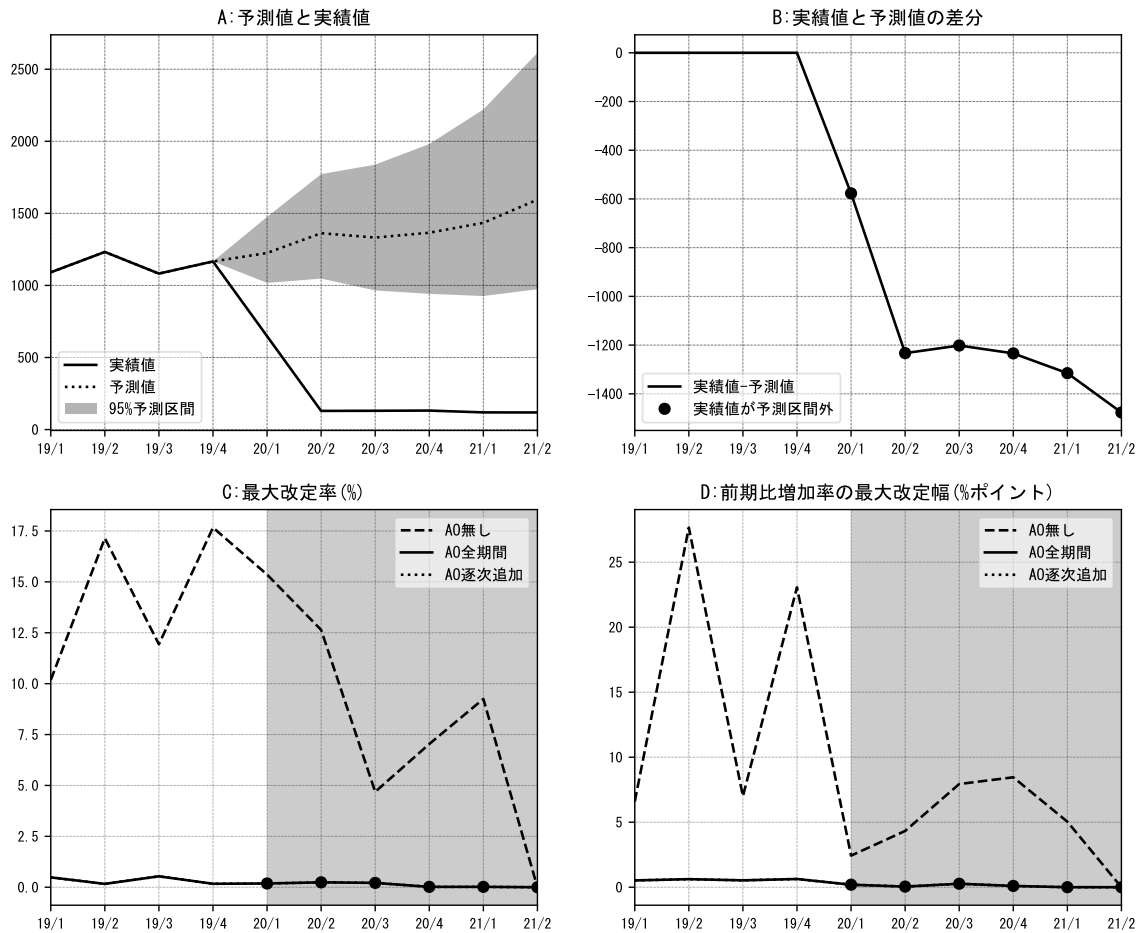 A:予測値と実績値
2500
2000
1500
1000
500
0
実績値
予測値
95%予測区間
19/1 19/2 19/3 19/4 20/1 20/2 20/3 20/4 21/1 21/2
B:実績値と予測値の差分
0
−200
−400
−600
−800
−1000
−1200
−1400
実績値-予測値
実績値が予測区間外
19/1 19/2 19/3 19/4 20/1 20/2 20/3 20/4 21/1 21/2
C:最大改定率(%)
17.5
15.0
12.5
10.0
7.5
5.0
2.5
0.0
AO無し
AO全期間
AO逐次追加
19/1 19/2 19/3 19/4 20/1 20/2 20/3 20/4 21/1 21/2
D:前期比増加率の最大改定幅(%ポイント)
25
20
15
10
5
0
AO無し
AO全期間
AO逐次追加
19/1 19/2 19/3 19/4 20/1 20/2 20/3 20/4 21/1 21/2